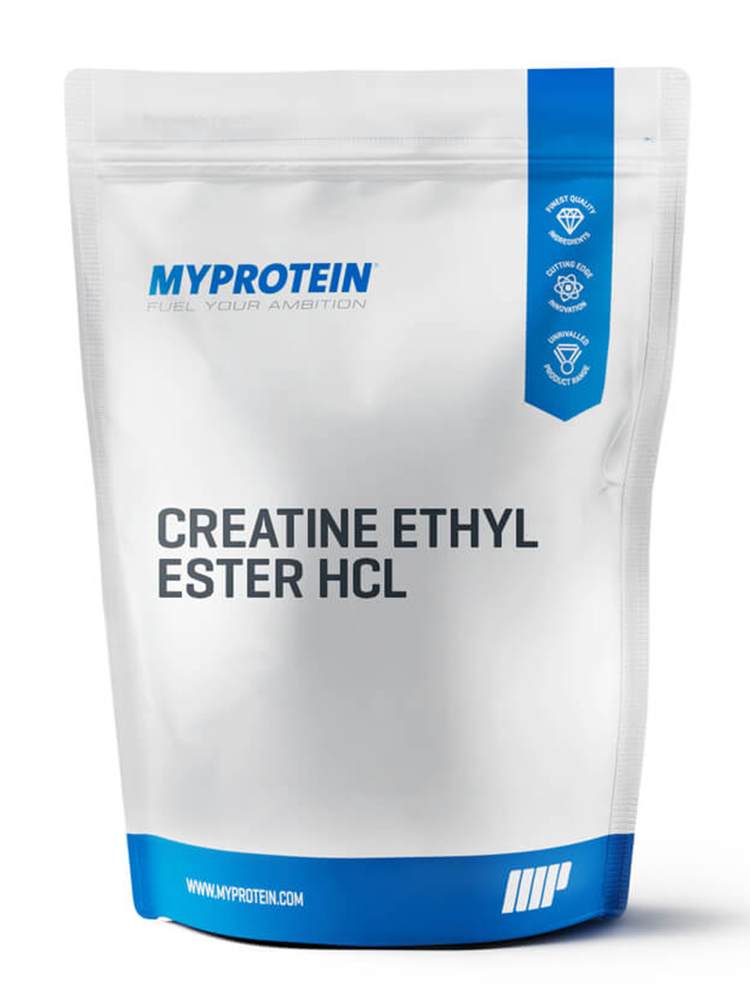 MYPROTEIN
FUEL YOUR AMBITION
FINEST QUALITY
INGREDIENTS
CUTTING EDGE
INNOVATION
UNRIVALLED
PRODUCT RANGE
CREATINE ETHYL
ESTER HCL
WWW.MYPROTEIN.COM
MP